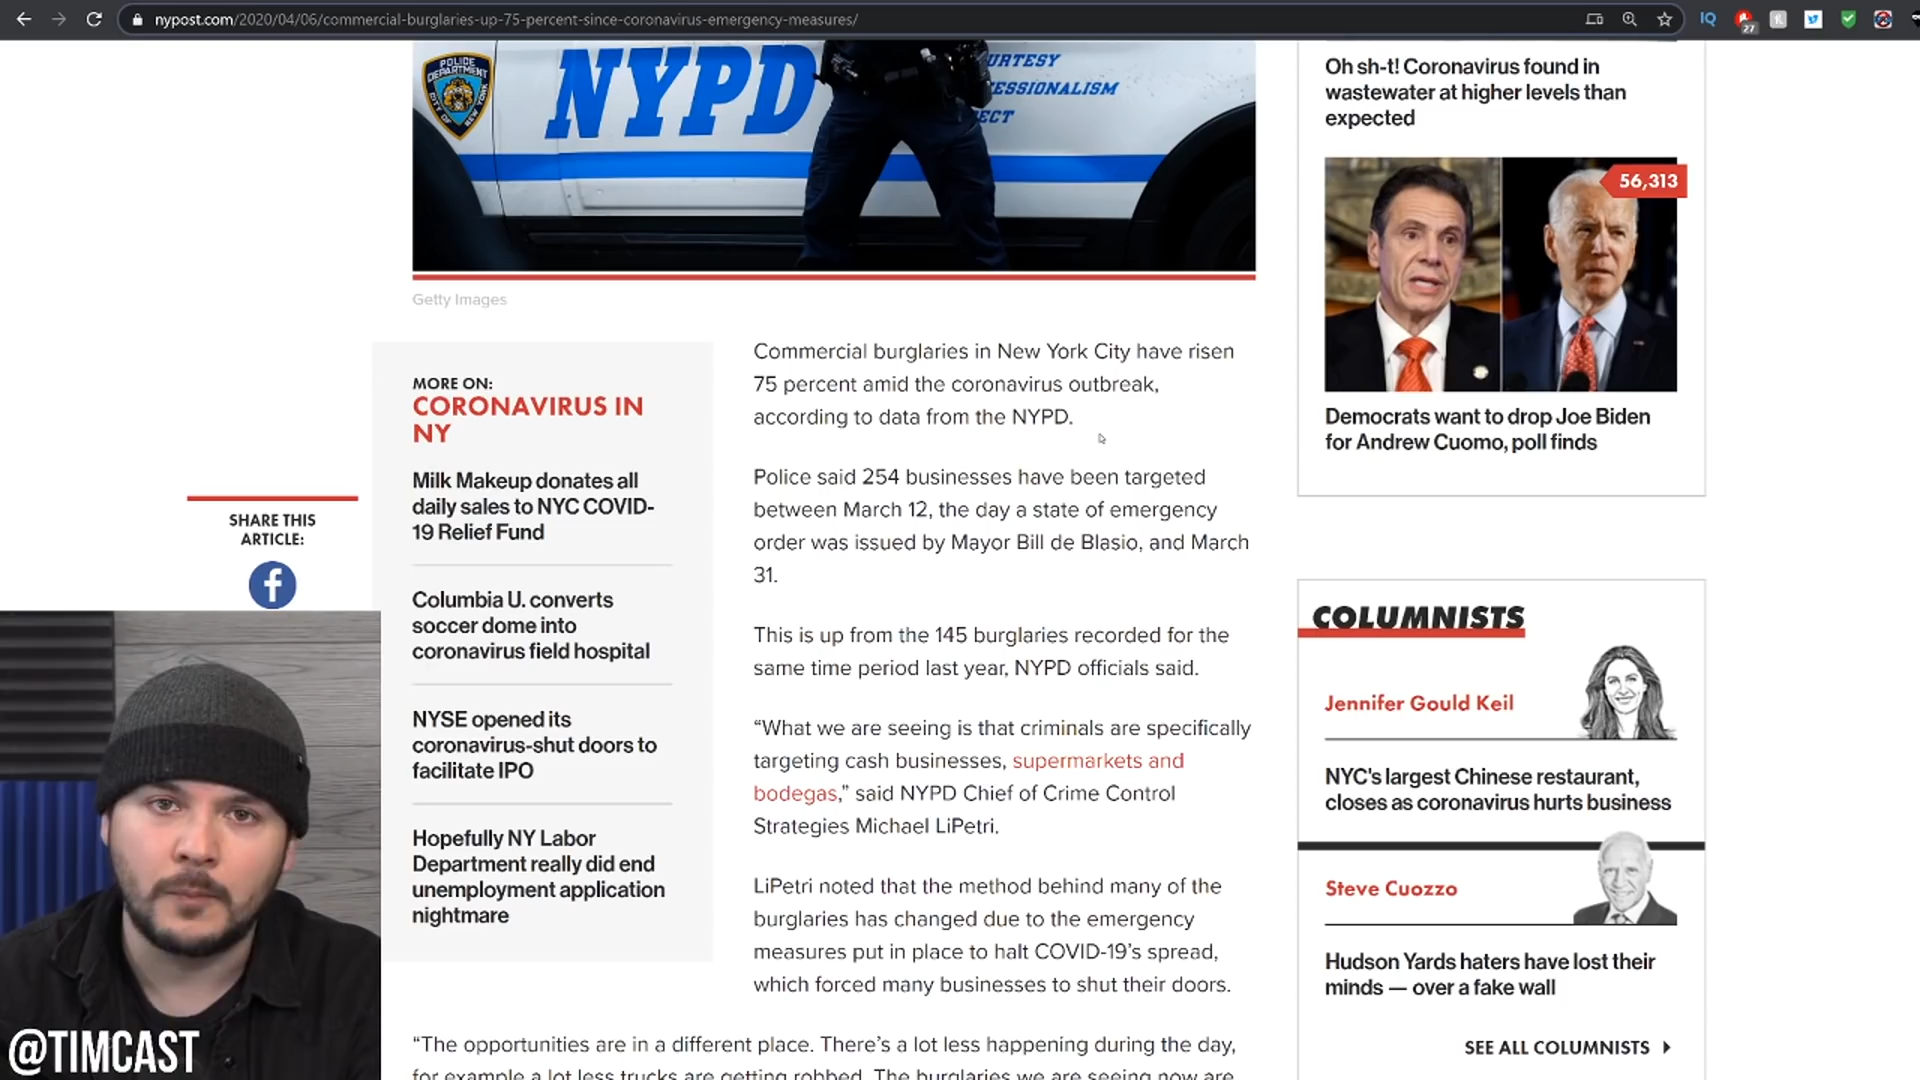 nypost.com/2020/04/06/commercial-burglaries-up-75-percent-since-coronavirus-emergency-measures/
IQ
27
POLICE DEPARTMENT
CITY OF NEW YORK
NYPD
URTESY
ESSIONALISM
ECT
Getty Images
MORE ON:
CORONAVIRUS IN
NY
Milk Makeup donates all
daily sales to NYC COVID-
19 Relief Fund
Columbia U. converts
soccer dome into
coronavirus field hospital
NYSE opened its
coronavirus-shut doors to
facilitate IPO
Hopefully NY Labor
Department really did end
unemployment application
nightmare
SHARE THIS
ARTICLE:
f
@TIMCAST
Commercial burglaries in New York City have risen
75 percent amid the coronavirus outbreak,
according to data from the NYPD.
Police said 254 businesses have been targeted
between March 12, the day a state of emergency
order was issued by Mayor Bill de Blasio, and March
31.
This is up from the 145 burglaries recorded for the
same time period last year, NYPD officials said.
“What we are seeing is that criminals are specifically
targeting cash businesses, supermarkets and
bodegas,” said NYPD Chief of Crime Control
Strategies Michael LiPetri.
LiPetri noted that the method behind many of the
burglaries has changed due to the emergency
measures put in place to halt COVID-19’s spread,
which forced many businesses to shut their doors.
“The opportunities are in a different place. There’s a lot less happening during the day,
for example a lot less trucks are getting robbed. The burglaries we are seeing now are
Oh sh-t! Coronavirus found in
wastewater at higher levels than
expected
56,313
Democrats want to drop Joe Biden
for Andrew Cuomo, poll finds
COLUMNISTS
Jennifer Gould Keil
NYC's largest Chinese restaurant,
closes as coronavirus hurts business
Steve Cuozzo
Hudson Yards haters have lost their
minds — over a fake wall
SEE ALL COLUMNISTS